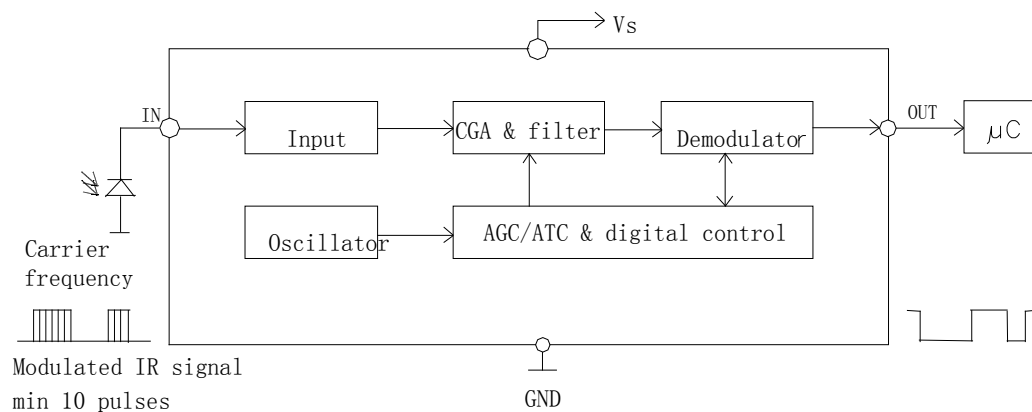 Vs
IN
Input
CGA & filter
Demodulator
OUT
μC
Oscillator
AGC/ATC & digital control
Carrier
frequency
Modulated IR signal
min 10 pulses
GND